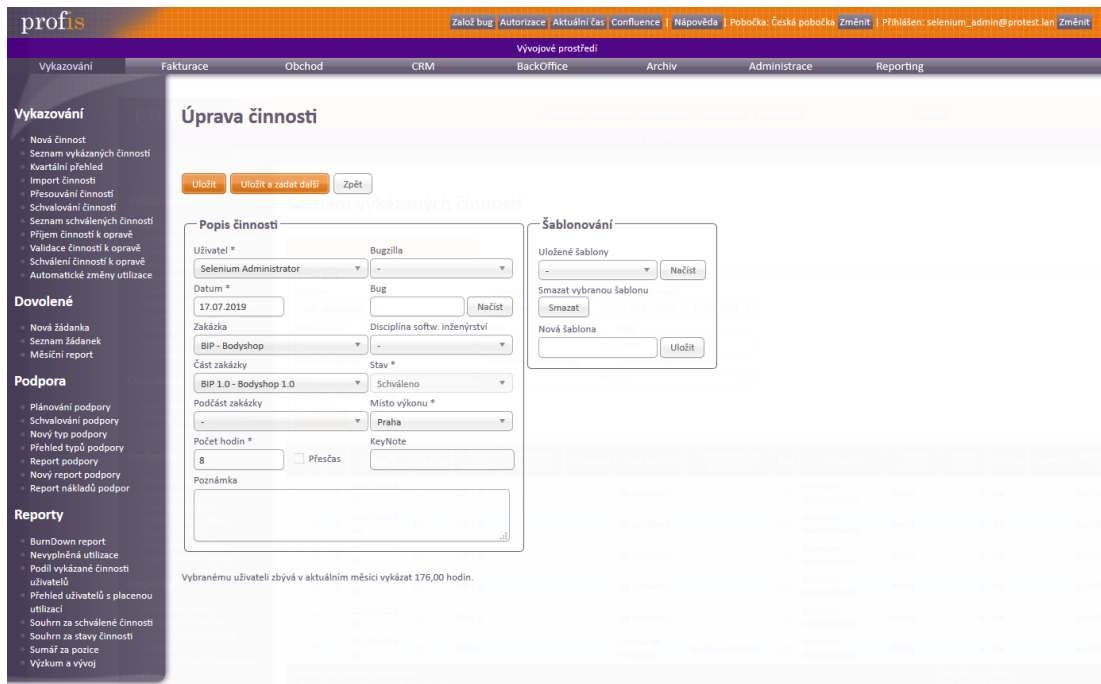 profis
Založ bug Autorizace Aktuální čas Confluence | Nápověda | Pobočka: Česká pobočka Změnit | Přihlášen: selenium_admin@protest.lan Změnit
Vývojové prostředí
Vykazování Fakturace Obchod CRM BackOffice Archiv Administrace Reporting
Vykazování
Nová činnost
Seznam vykázaných činností
Kvartální přehled
Import činností
Přesouvání činností
Schvalování činností
Seznam schválených činností
Příjem činností k opravě
Validace činností k opravě
Schválení činností k opravě
Automatické změny utilizace
Dovolené
Nová žádanka
Seznam žádanek
Měsíční report
Podpora
Plánování podpory
Schvalování podpory
Nový typ podpory
Přehled typů podpory
Report podpory
Nový report podpory
Report nákladů podpor
Reporty
BurnDown report
Nevyplněná utilizace
Podíl vykázané činnosti
uživatelů
Přehled uživatelů s placenou
utilizací
Souhrn za schválené činnosti
Souhrn za stavy činnosti
Sumář za pozice
Výzkum a vývoj
Úprava činnosti
Uložit Uložit a zadat další Zpět
Seznam vykázaných činností
Popis činnosti
Uživatel * Bugzilla
Selenium Administrator -
Datum * Bug
17.07.2019 Načíst
Zakázka Disciplína softw. inženýrství
BIP - Bodyshop -
Část zakázky Stav *
BIP 1.0 - Bodyshop 1.0 Schváleno
Podčást zakázky Místo výkonu *
- Praha
Počet hodin * KeyNote
8 Přesčas
Poznámka
Šablonování
Uložené šablony
- Načíst
Smazat vybranou šablonu
Smazat
Nová šablona
Uložit
Vybranému uživateli zbývá v aktuálním měsíci vykázat 176,00 hodin.